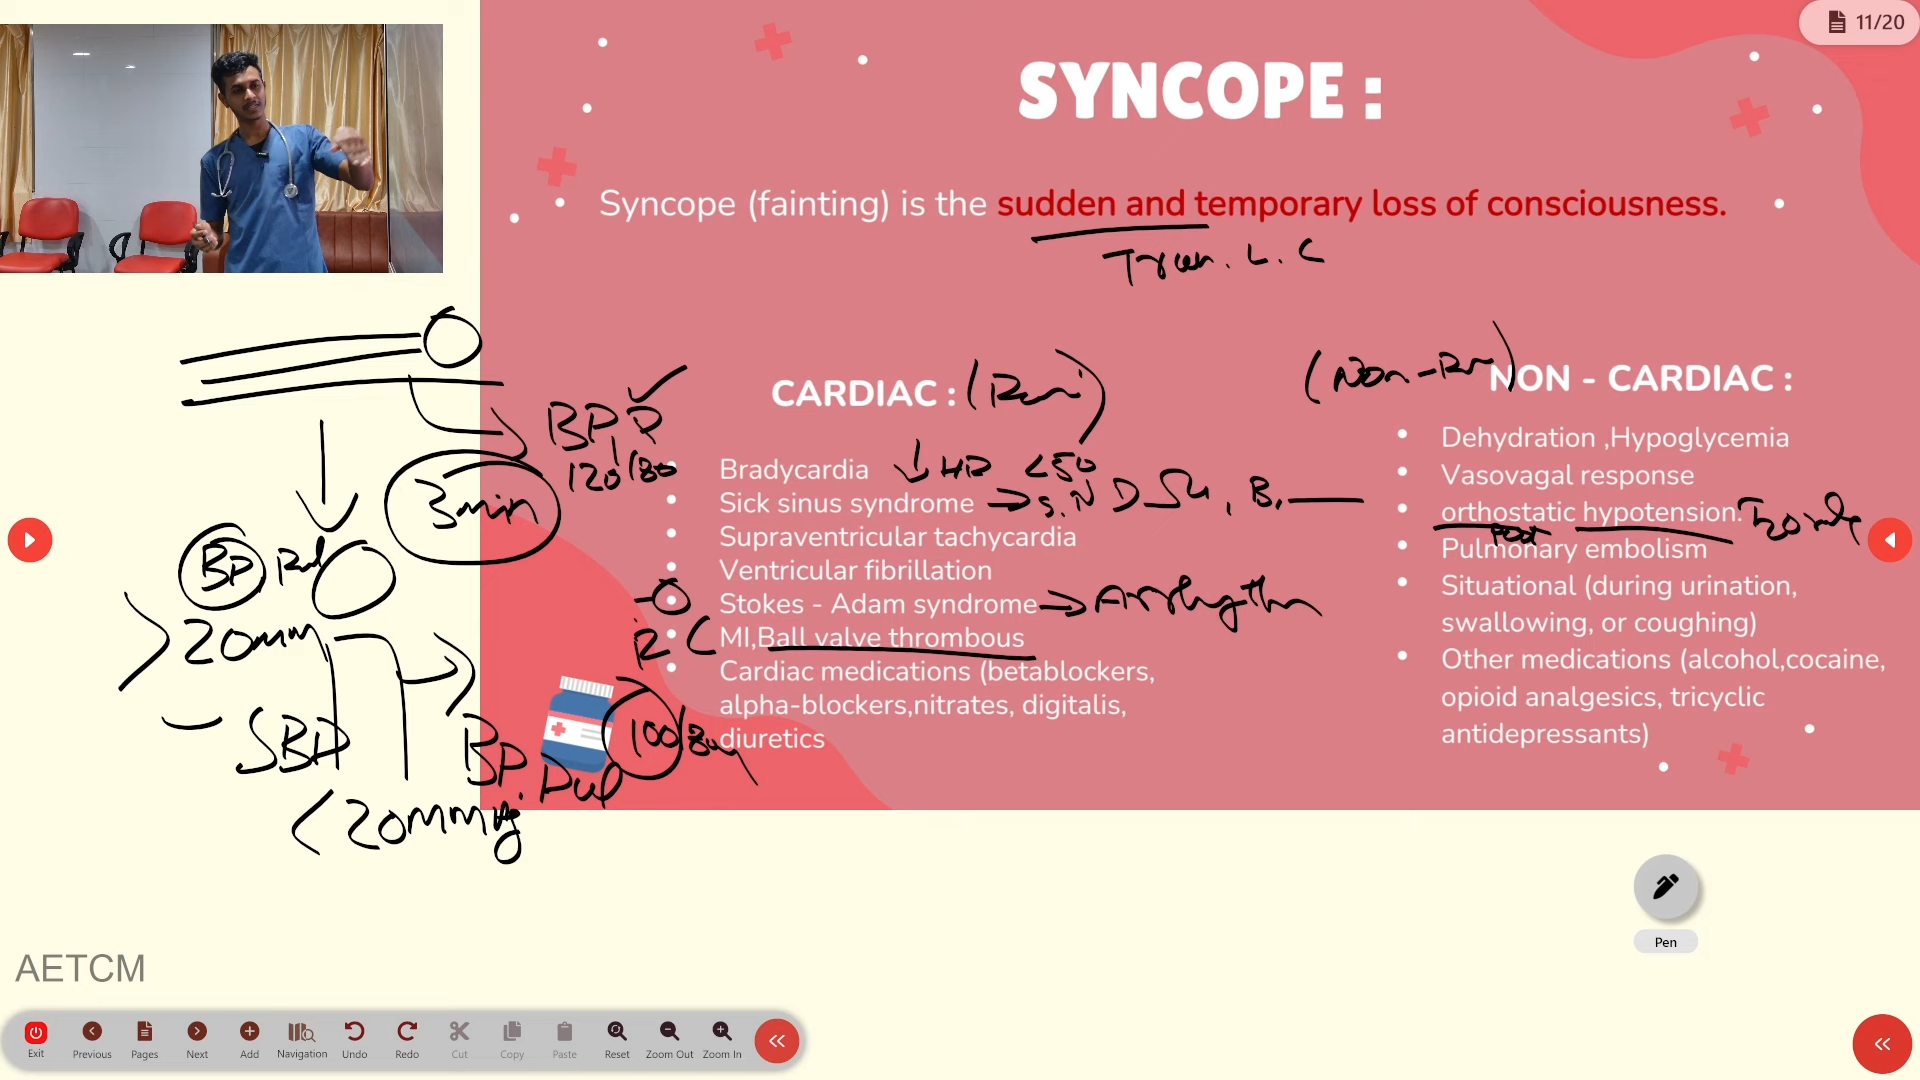 11/20
SYNCOPE :
Syncope (fainting) is the sudden and temporary loss of consciousness.
L. C
CARDIAC :
Bradycardia
Sick sinus syndrome
Supraventricular tachycardia
Ventricular fibrillation
Stokes - Adam syndrome
MI,Ball valve thrombous
Cardiac medications (betablockers,
alpha-blockers,nitrates, digitalis,
diuretics
<50
NON - CARDIAC :
Dehydration ,Hypoglycemia
Vasovagal response
orthostatic hypotension.
Pulmonary embolism
Situational (during urination,
swallowing, or coughing)
Other medications (alcohol,cocaine,
opioid analgesics, tricyclic
antidepressants)
120/80
3min
BP
>20mm
SBP
BP.
<20mmHg
100/80
Pen
AETCM
Exit Previous Pages Next Add Navigation Undo Redo Cut Copy Paste Reset Zoom Out Zoom In